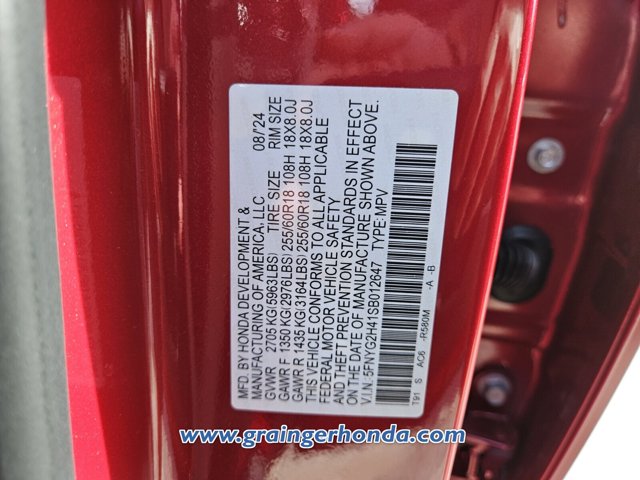 MFD. BY HONDA DEVELOPMENT &
MANUFACTURING OF AMERICA, LLC 08/'24
GVWR 2705 KG(5963LBS) TIRE SIZE RIM SIZE
GAWR F 1350 KG(2976LBS) 255/60R18 108H 18X8.0J
GAWR R 1435 KG(3164LBS) 255/60R18 108H 18X8.0J
THIS VEHICLE CONFORMS TO ALL APPLICABLE
FEDERAL MOTOR VEHICLE SAFETY
AND THEFT PREVENTION STANDARDS IN EFFECT
ON THE DATE OF MANUFACTURE SHOWN ABOVE.
V.I.N: 5FNYG2H41SB012647 TYPE: MPV
T91 S AC6 -R580M -A -B
www.graingerhonda.com